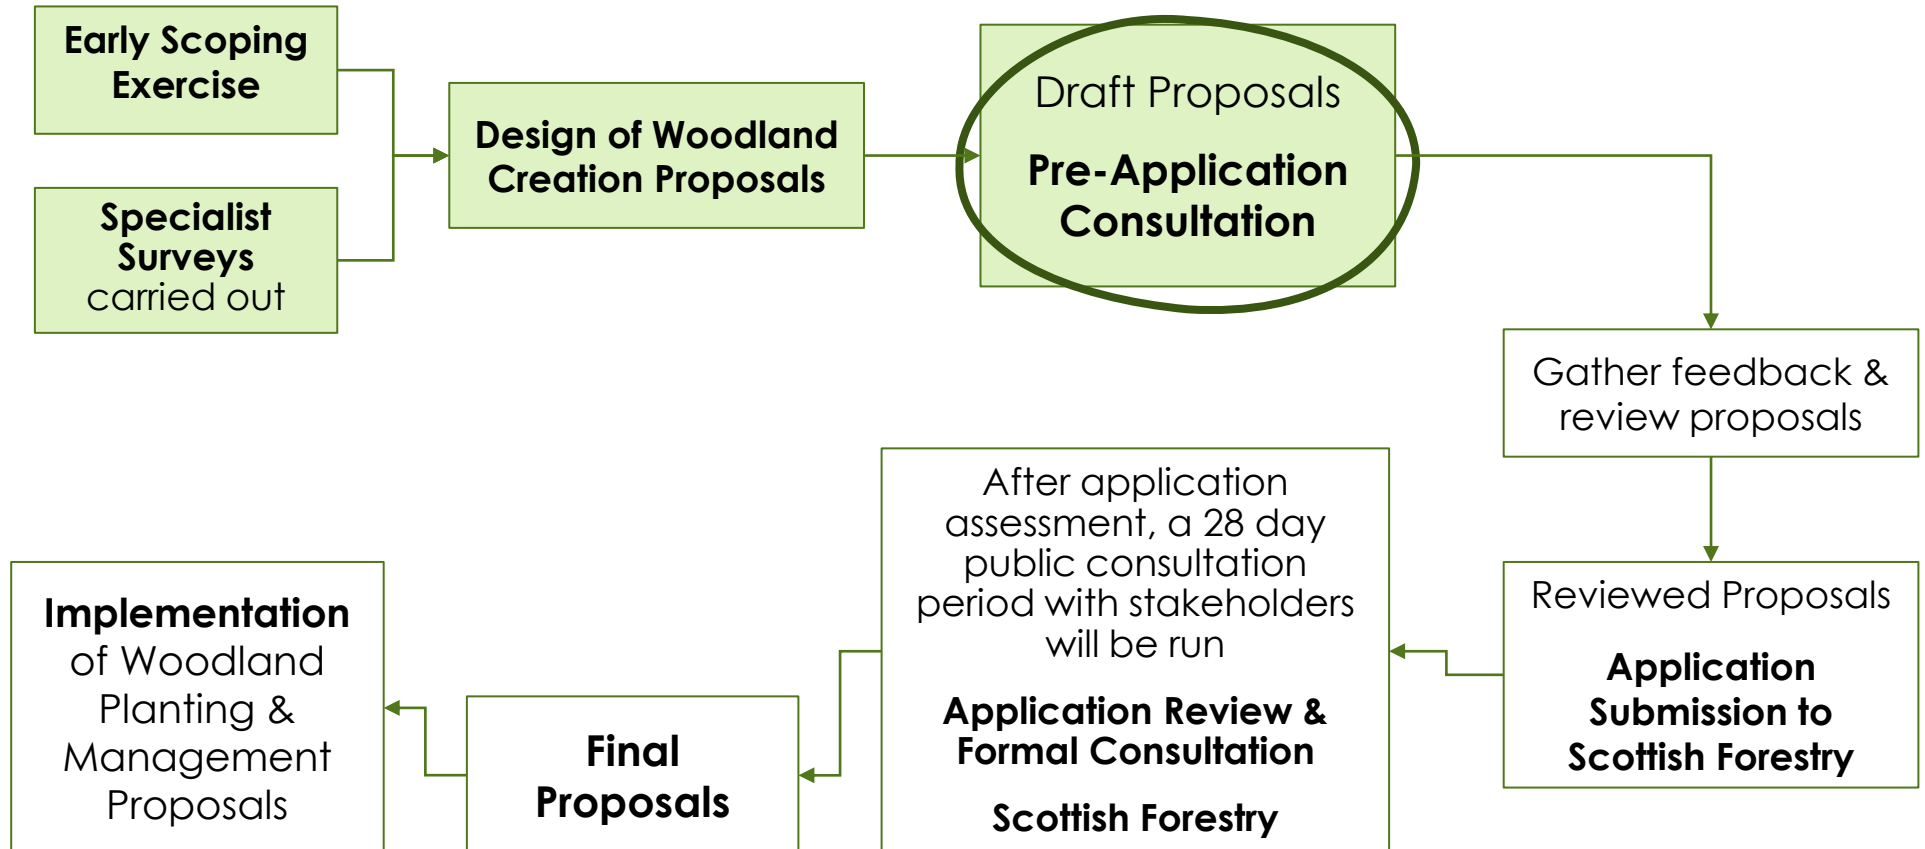 Early Scoping
Exercise
Specialist
Surveys
carried out
Design of Woodland
Creation Proposals
Draft Proposals
Pre-Application
Consultation
Gather feedback &
review proposals
Reviewed Proposals
Application
Submission to
Scottish Forestry
After application
assessment, a 28 day
public consultation
period with stakeholders
will be run
Application Review &
Formal Consultation
Scottish Forestry
Final
Proposals
Implementation
of Woodland
Planting &
Management
Proposals